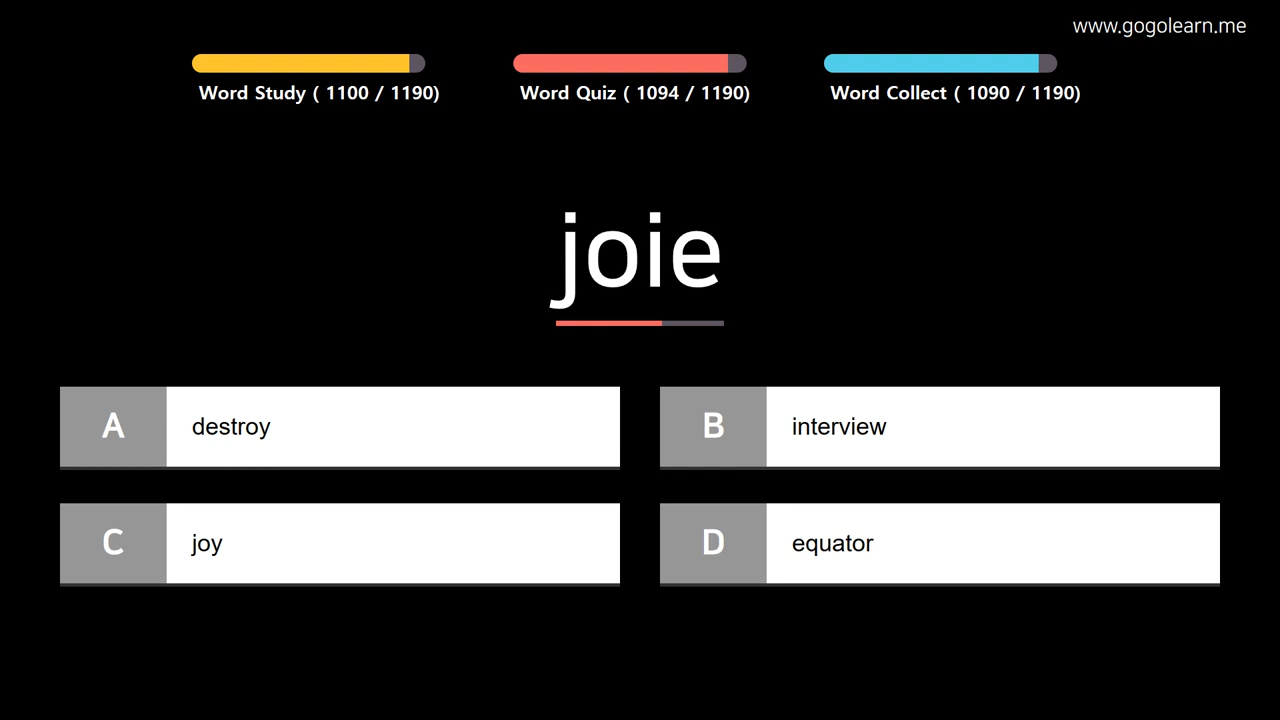 www.gogolearn.me
Word Study ( 1100 / 1190)
Word Quiz ( 1094 / 1190)
Word Collect ( 1090 / 1190)
joie
A destroy
B interview
C joy
D equator